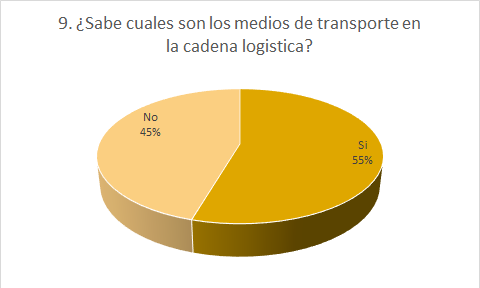 9. ¿Sabe cuales son los medios de transporte en
la cadena logistica?
No
45%
Si
55%